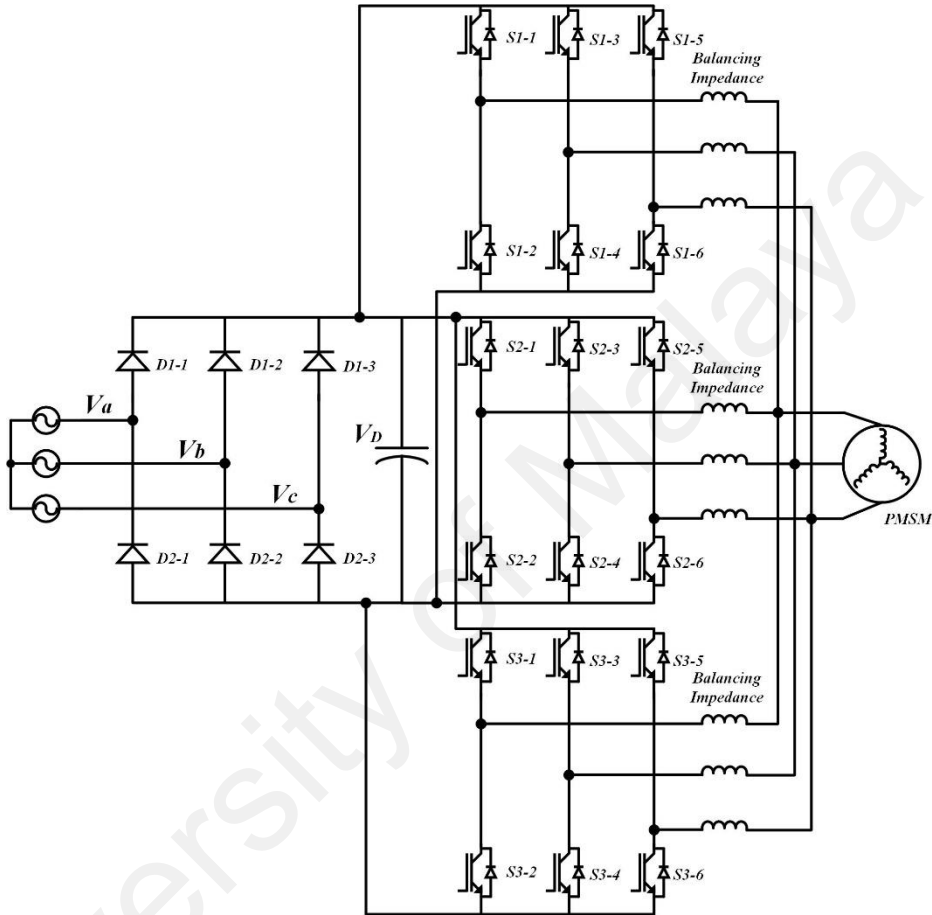 S1-1
S1-3
S1-5
Balancing
Impedance
S1-2
S1-4
S1-6
D1-1
D1-2
D1-3
S2-1
S2-3
S2-5
Balancing
Impedance
Va
Vb
Vc
VD
PMSM
D2-1
D2-2
D2-3
S2-2
S2-4
S2-6
S3-1
S3-3
S3-5
Balancing
Impedance
S3-2
S3-4
S3-6
ersity of Malaya